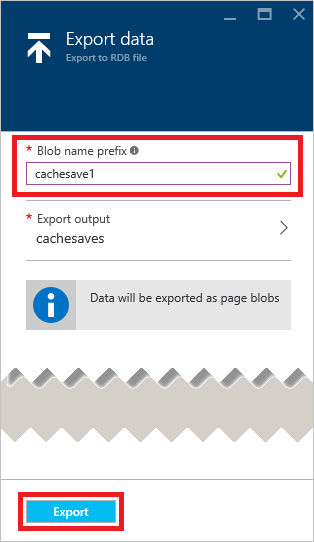 Export data
Export to RDB file
* Blob name prefix
cachesave1
* Export output
cachesaves
Data will be exported as page blobs
Export